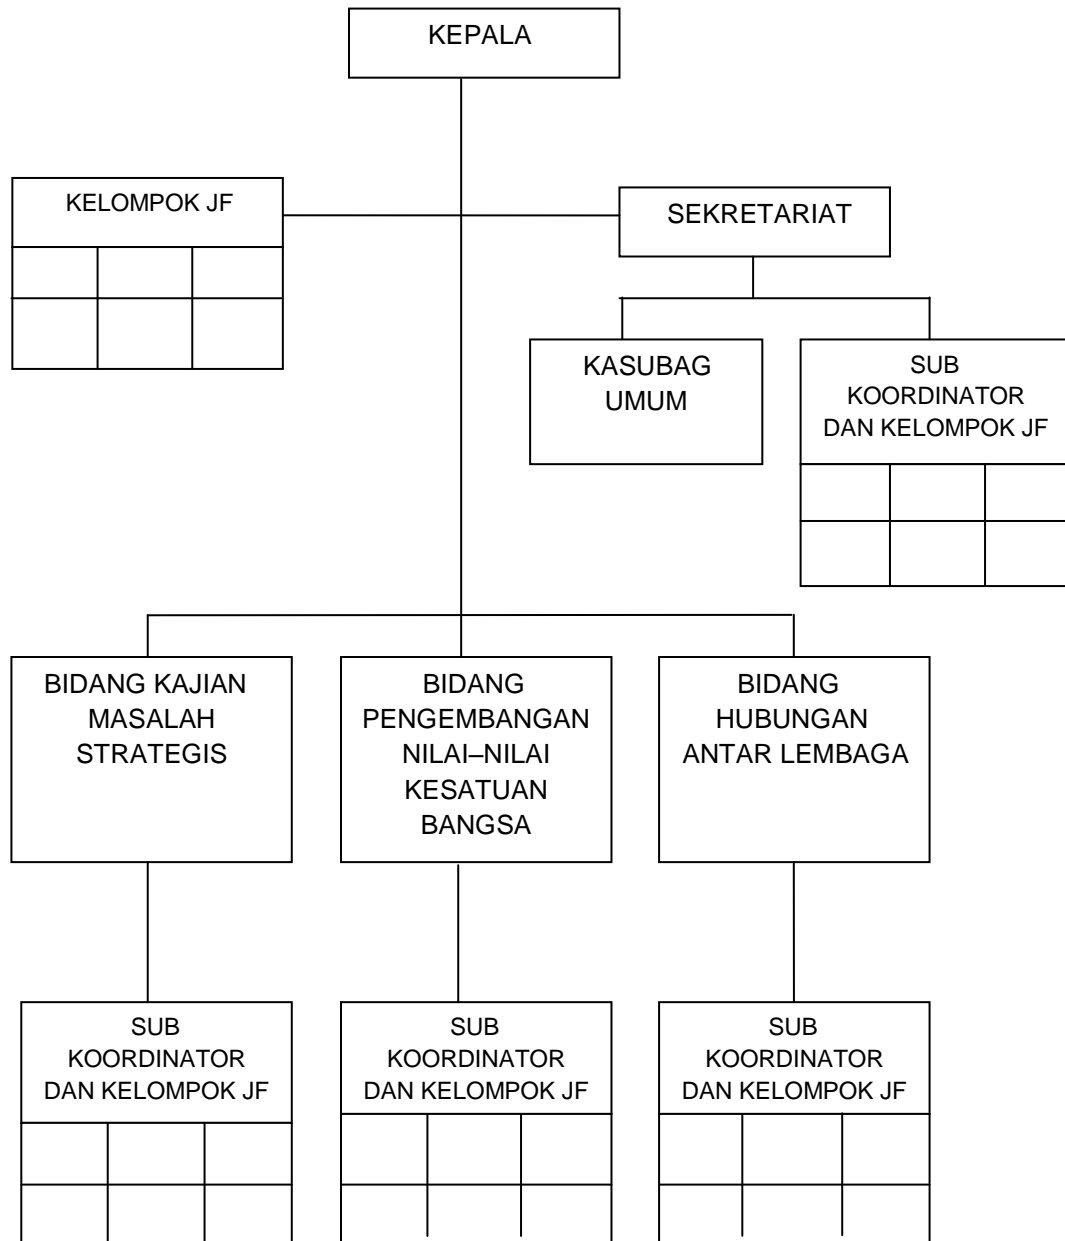 KEPALA
KELOMPOK JF
SEKRETARIAT
KASUBAG
UMUM
SUB
KOORDINATOR
DAN KELOMPOK JF
BIDANG KAJIAN
MASALAH
STRATEGIS
BIDANG
PENGEMBANGAN
NILAI–NILAI
KESATUAN
BANGSA
BIDANG
HUBUNGAN
ANTAR LEMBAGA
SUB
KOORDINATOR
DAN KELOMPOK JF
SUB
KOORDINATOR
DAN KELOMPOK JF
SUB
KOORDINATOR
DAN KELOMPOK JF